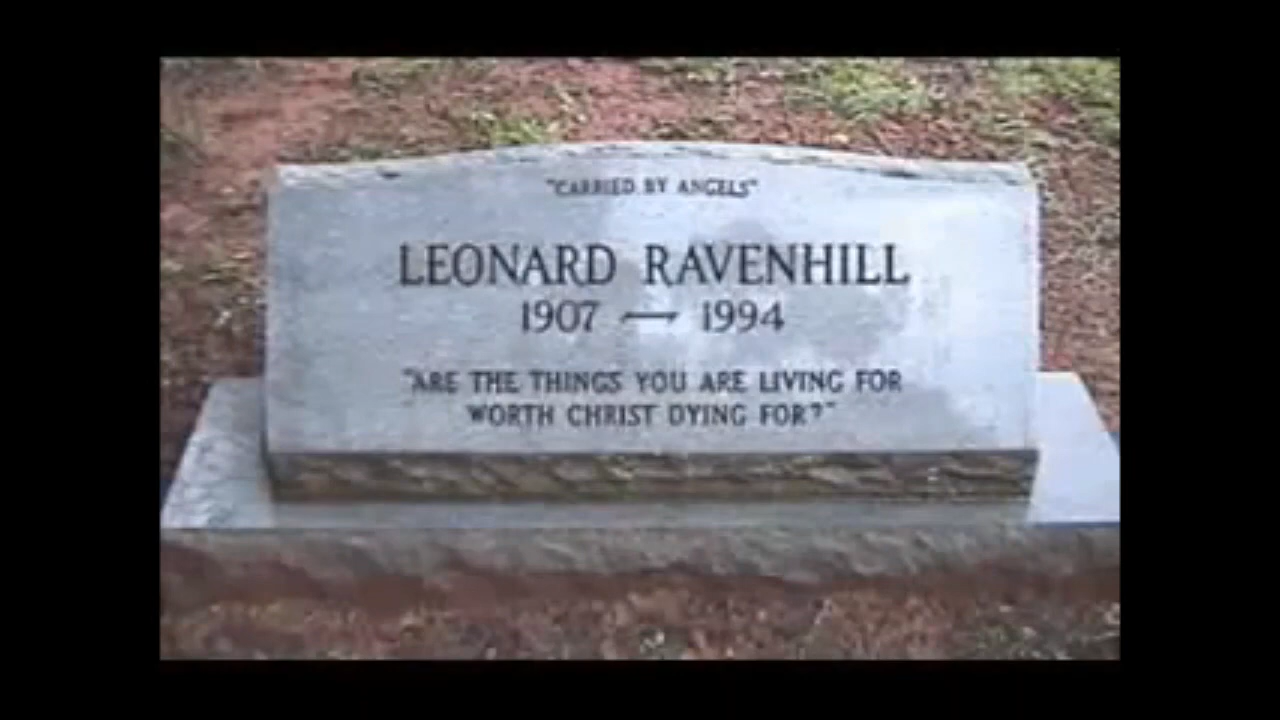 "CARRIED BY ANGELS"
LEONARD RAVENHILL
1907 — 1994
"ARE THE THINGS YOU ARE LIVING FOR
WORTH CHRIST DYING FOR?"